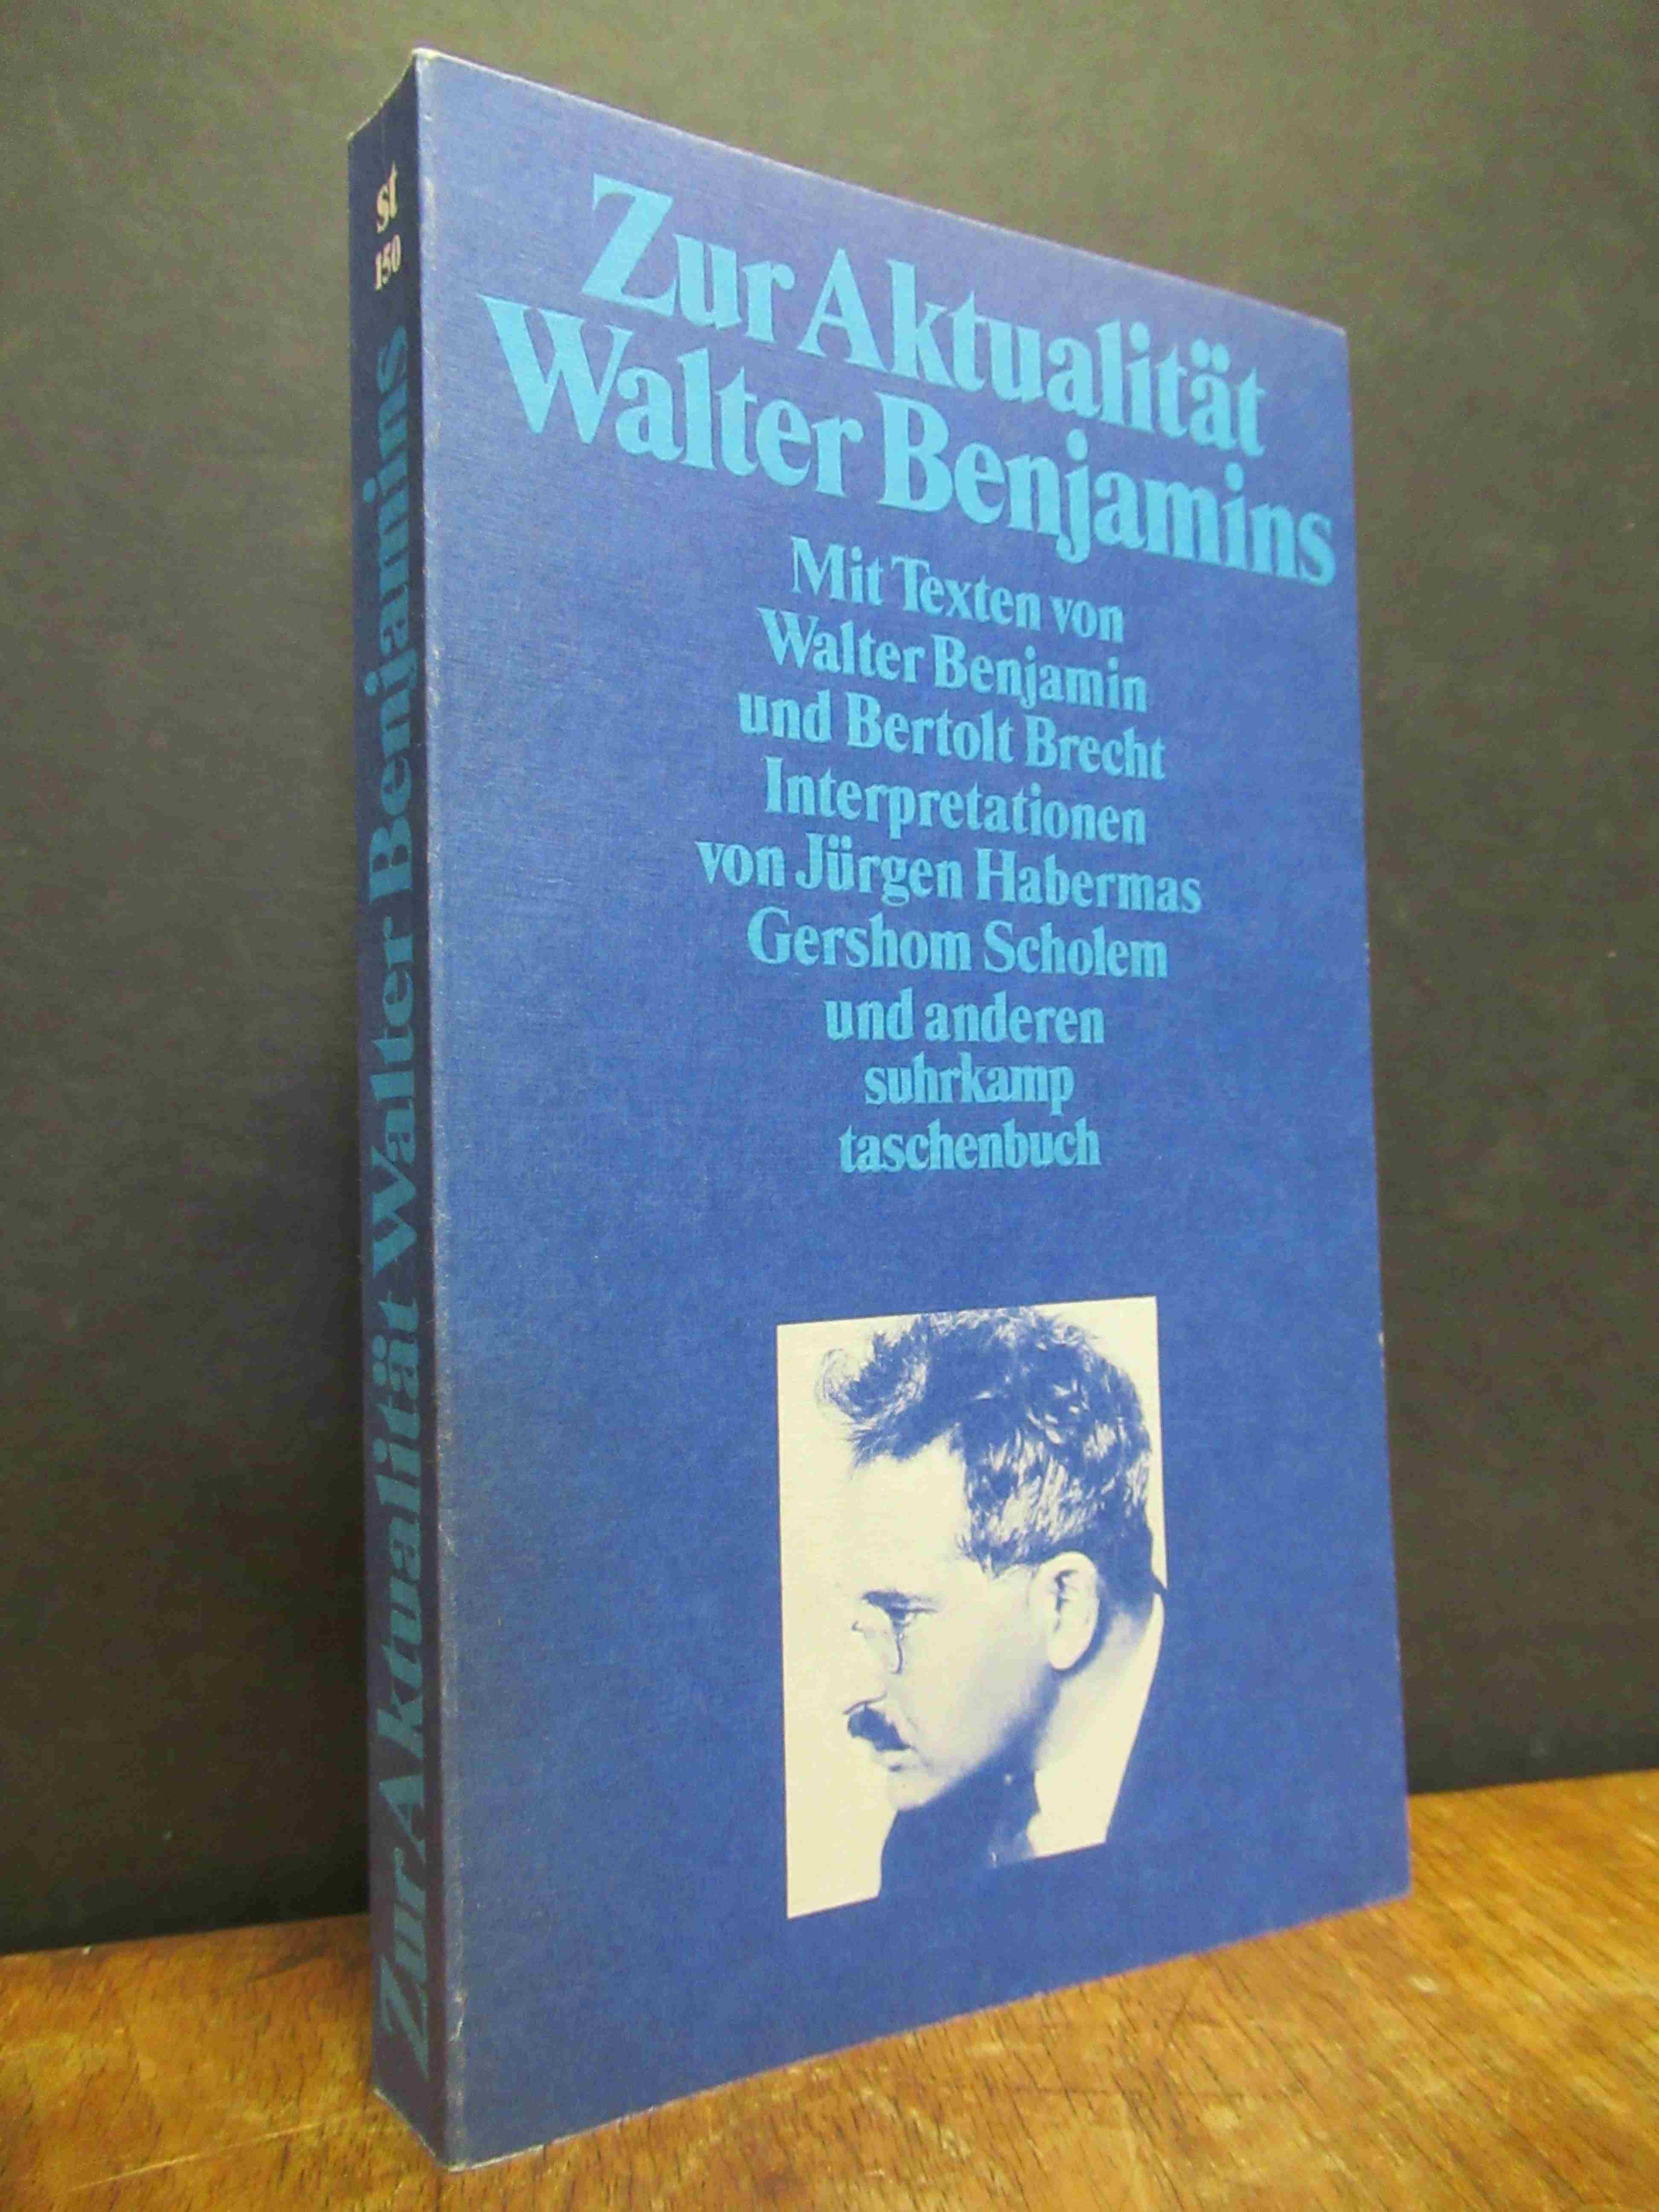 st
150
Zur Aktualität Walter Benjamins
Zur Aktualität
Walter Benjamins
Mit Texten von
Walter Benjamin
und Bertolt Brecht
Interpretationen
von Jürgen Habermas
Gershom Scholem
und anderen
suhrkamp
taschenbuch